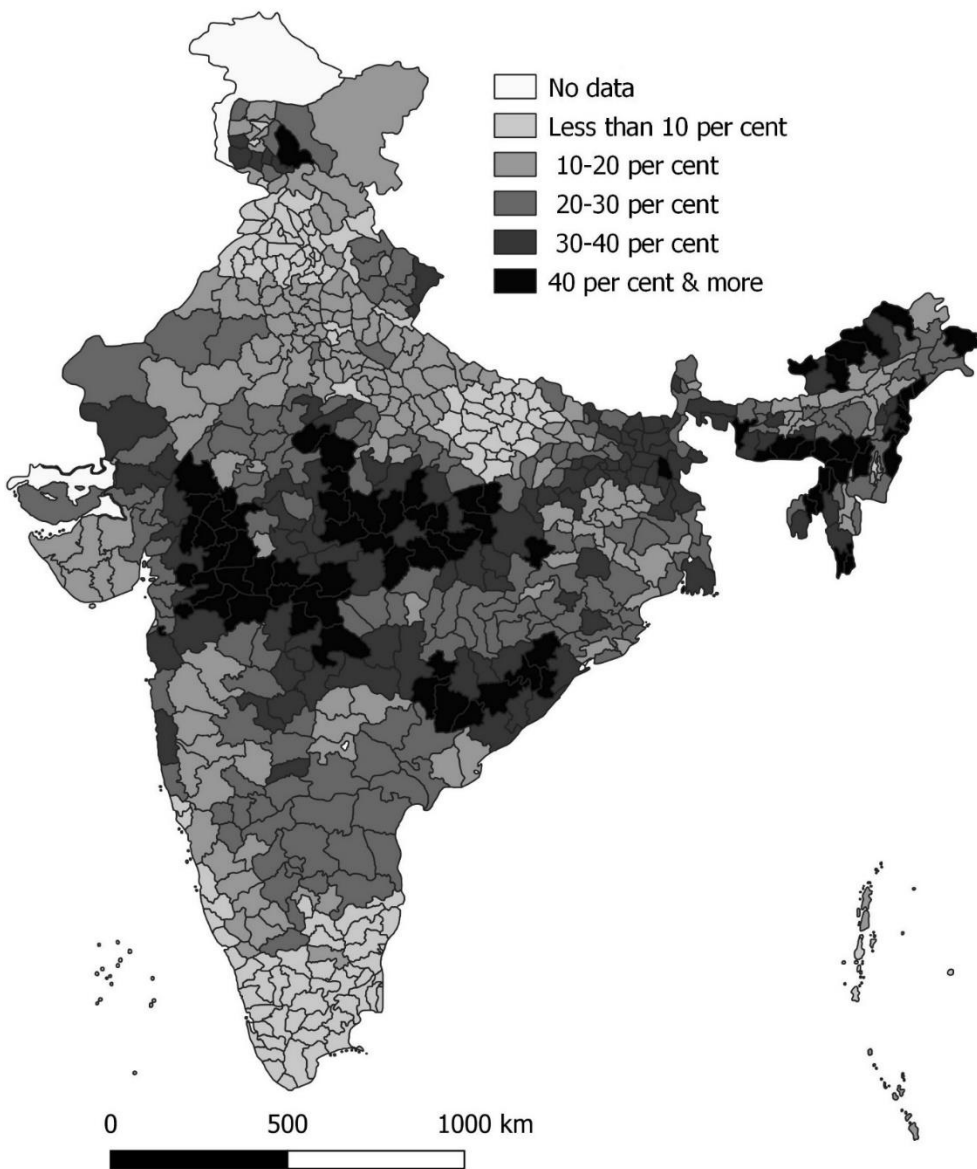 No data
Less than 10 per cent
10-20 per cent
20-30 per cent
30-40 per cent
40 per cent & more
0 500 1000 km